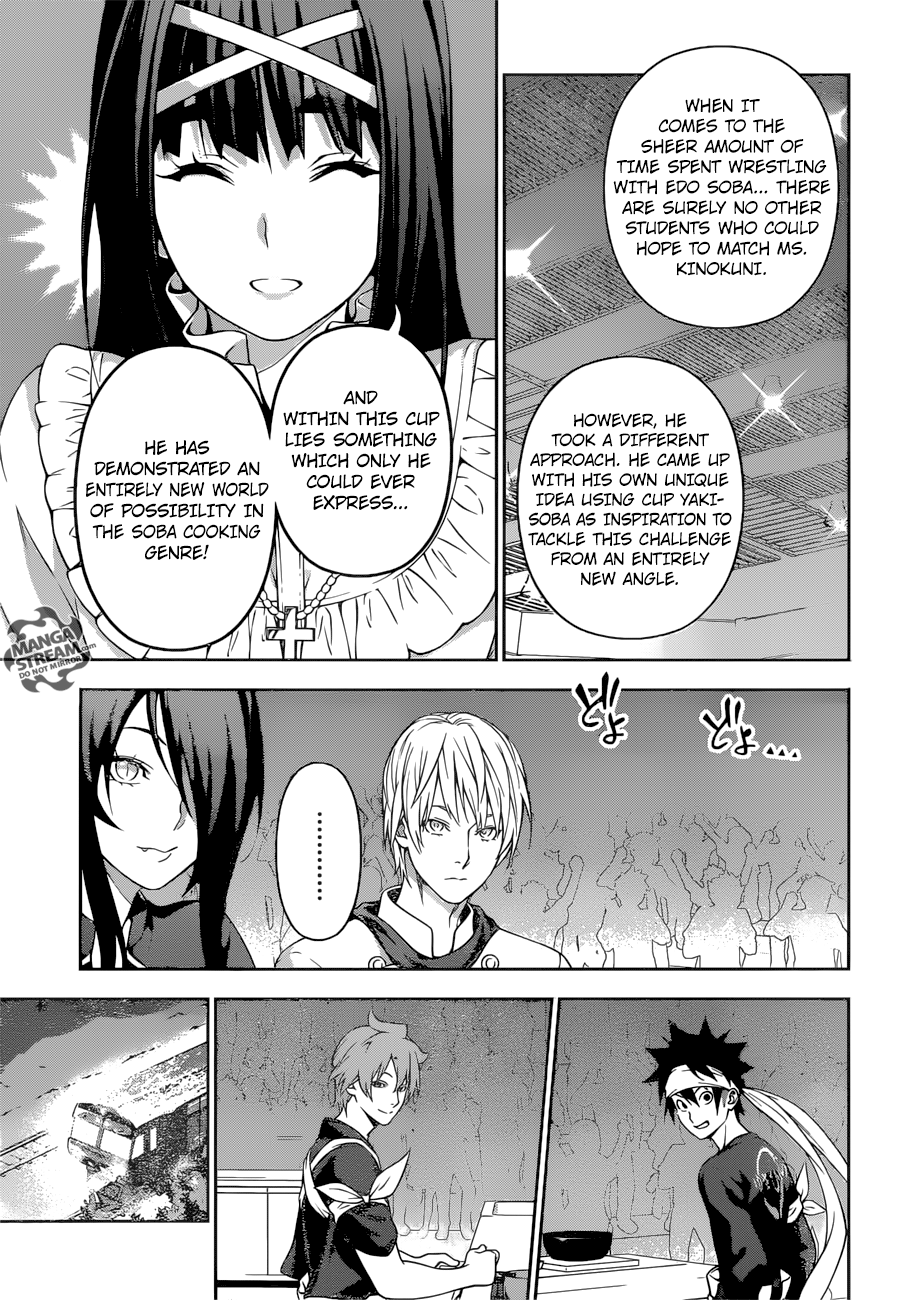 WHEN IT
COMES TO THE
SHEER AMOUNT OF
TIME SPENT WRESTLING
WITH EDO SOBA... THERE
ARE SURELY NO OTHER
STUDENTS WHO COULD
HOPE TO MATCH MS.
KINOKUNI.
HOWEVER, HE
TOOK A DIFFERENT
APPROACH. HE CAME UP
WITH HIS OWN UNIQUE
IDEA USING CUP YAKI-
SOBA AS INSPIRATION TO
TACKLE THIS CHALLENGE
FROM AN ENTIRELY
NEW ANGLE.
AND
WITHIN THIS CUP
LIES SOMETHING
WHICH ONLY HE
COULD EVER
EXPRESS...
HE HAS
DEMONSTRATED AN
ENTIRELY NEW WORLD
OF POSSIBILITY IN
THE SOBA COOKING
GENRE!
MANGA
STREAM.com
DO NOT MIRROR
どよ
どよ...
..........